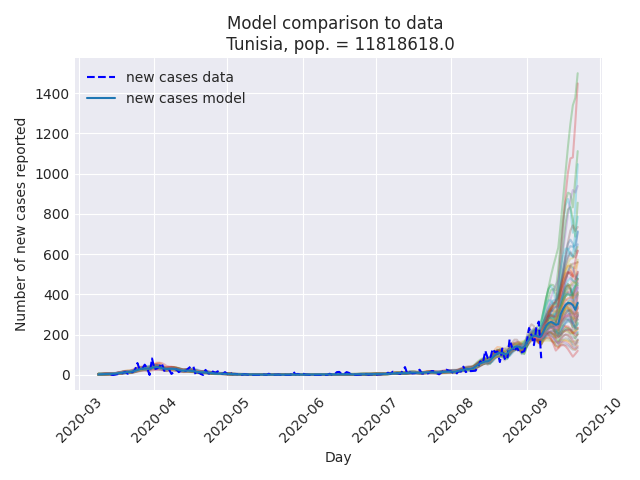 Model comparison to data
Tunisia, pop. = 11818618.0
new cases data
new cases model
Number of new cases reported
1400
1200
1000
800
600
400
200
0
2020-03
2020-04
2020-05
2020-06
2020-07
2020-08
2020-09
2020-10
Day